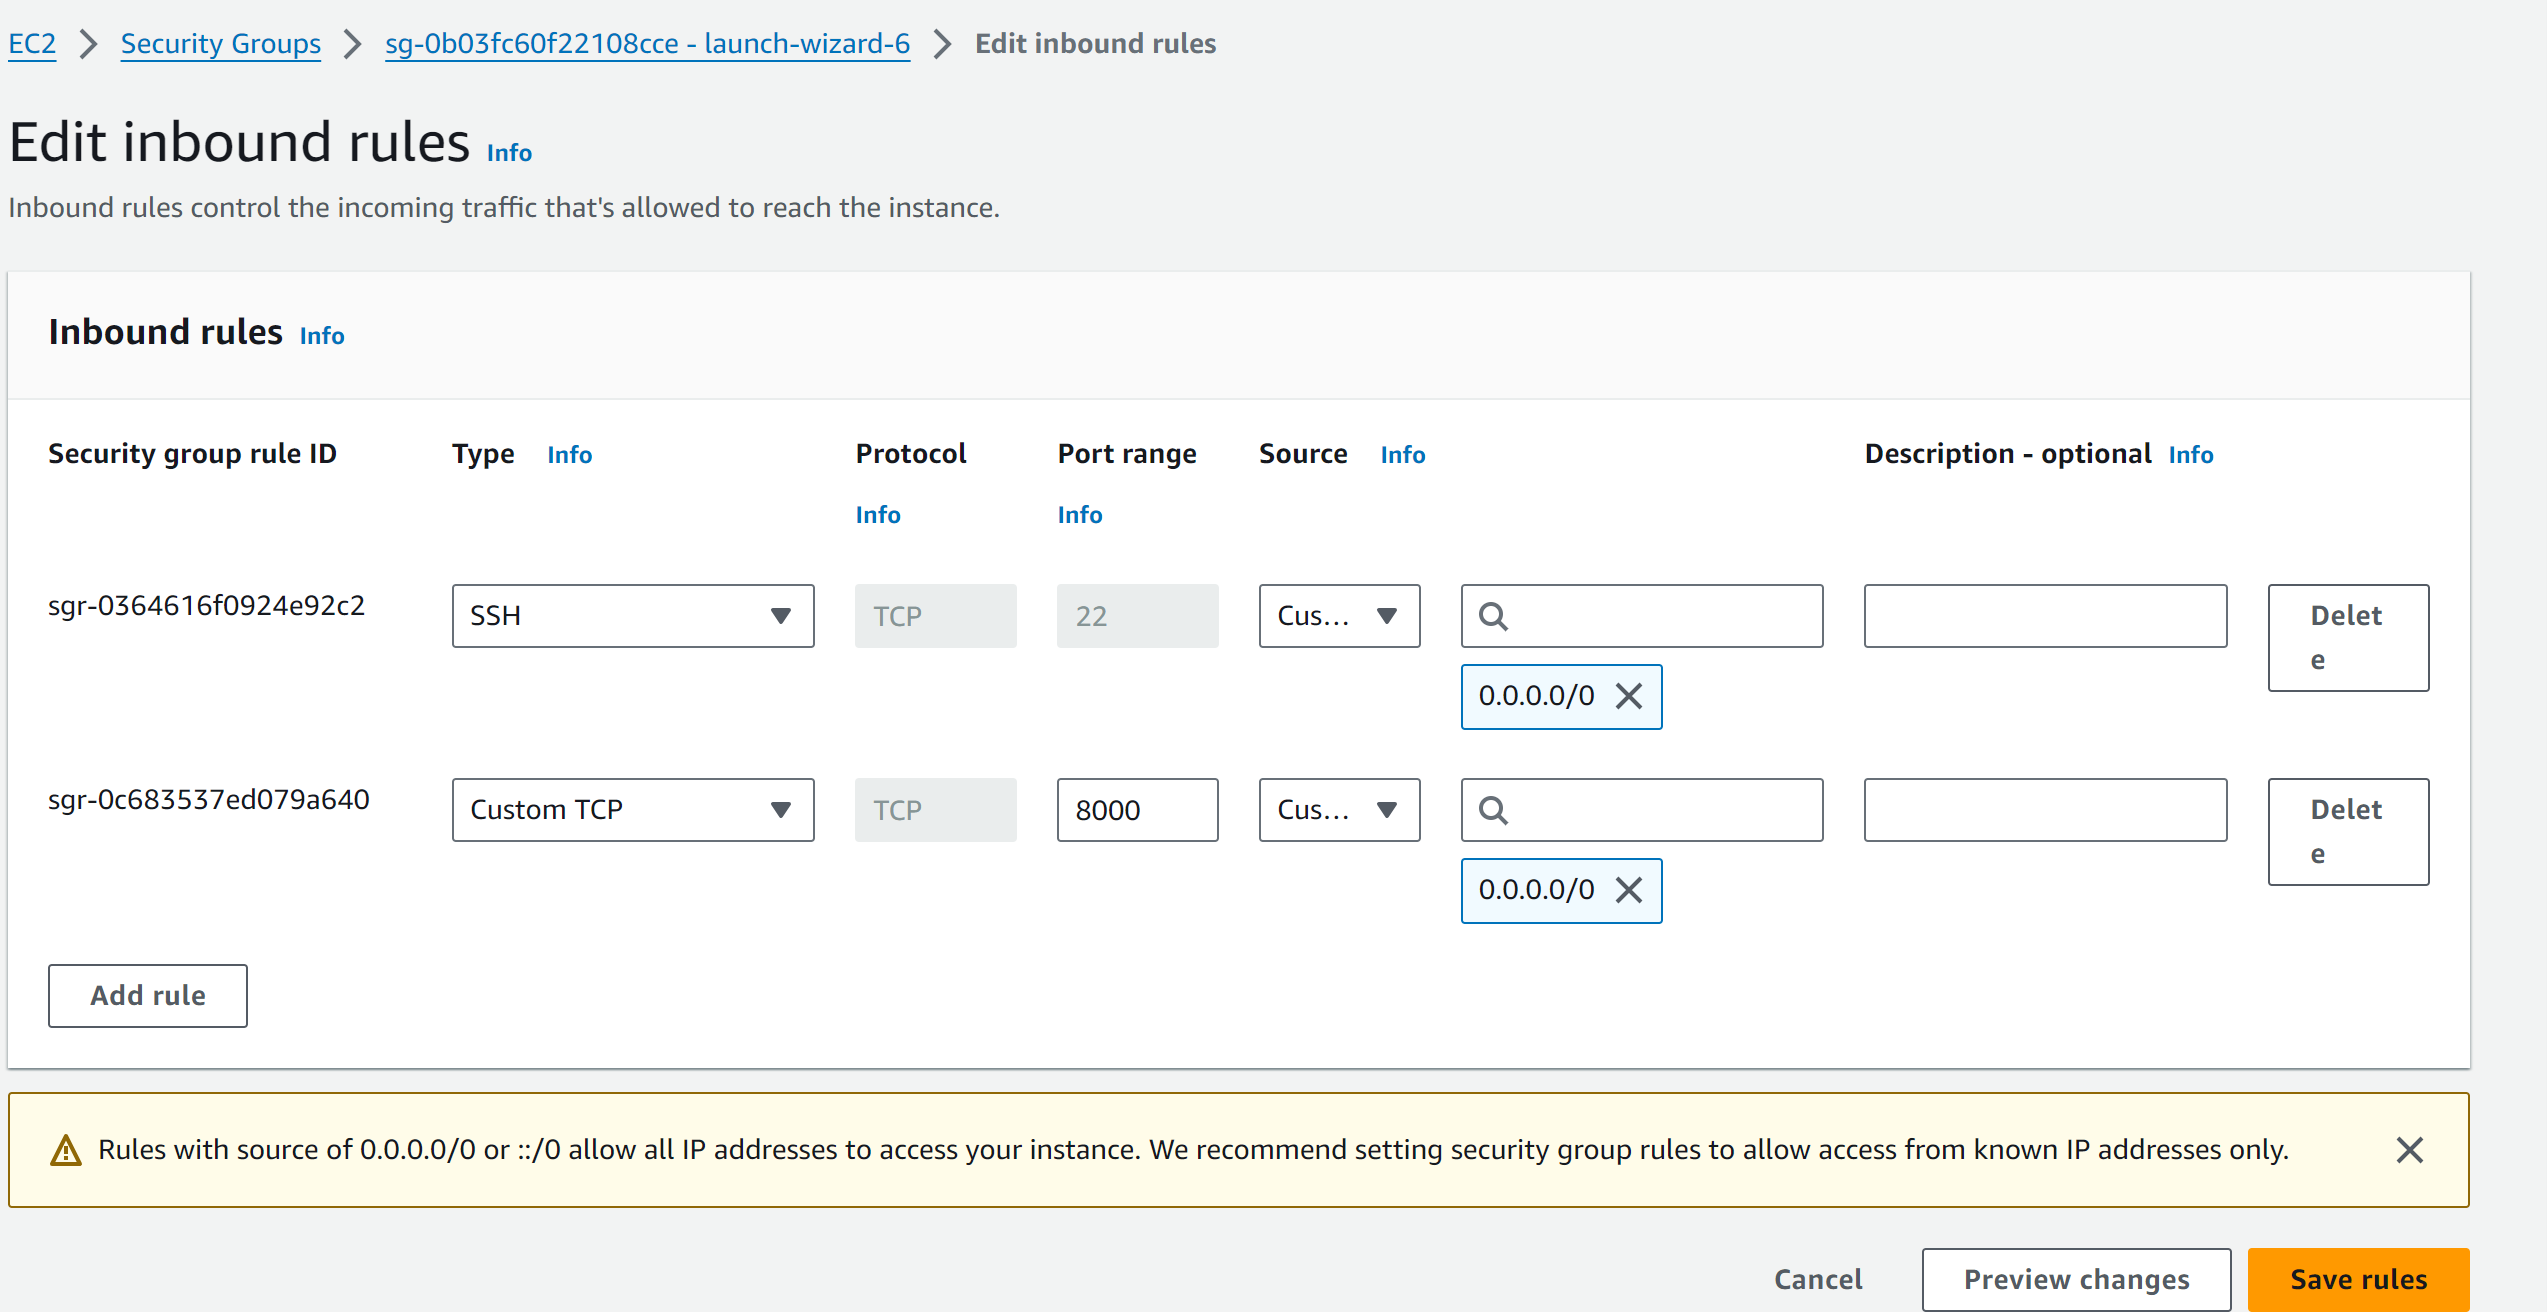 EC2 > Security Groups > sg-0b03fc60f22108cce - launch-wizard-6 > Edit inbound rules
Edit inbound rules Info
Inbound rules control the incoming traffic that's allowed to reach the instance.
Inbound rules Info
Security group rule ID Type Info Protocol Info Port range Info Source Info Description - optional Info
sgr-0364616f0924e92c2 SSH TCP 22 Cus... Delete
0.0.0.0/0
sgr-0c683537ed079a640 Custom TCP TCP 8000 Cus... Delete
0.0.0.0/0
Add rule
Rules with source of 0.0.0.0/0 or ::/0 allow all IP addresses to access your instance. We recommend setting security group rules to allow access from known IP addresses only.
Cancel Preview changes Save rules